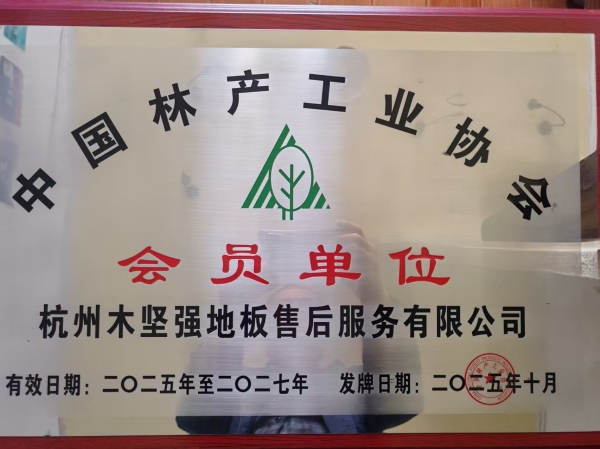 中国林产工业协会
会员单位
杭州木坚强地板售后服务有限公司
有效日期：二〇二五年至二〇二七年 发牌日期：二〇二五年十月